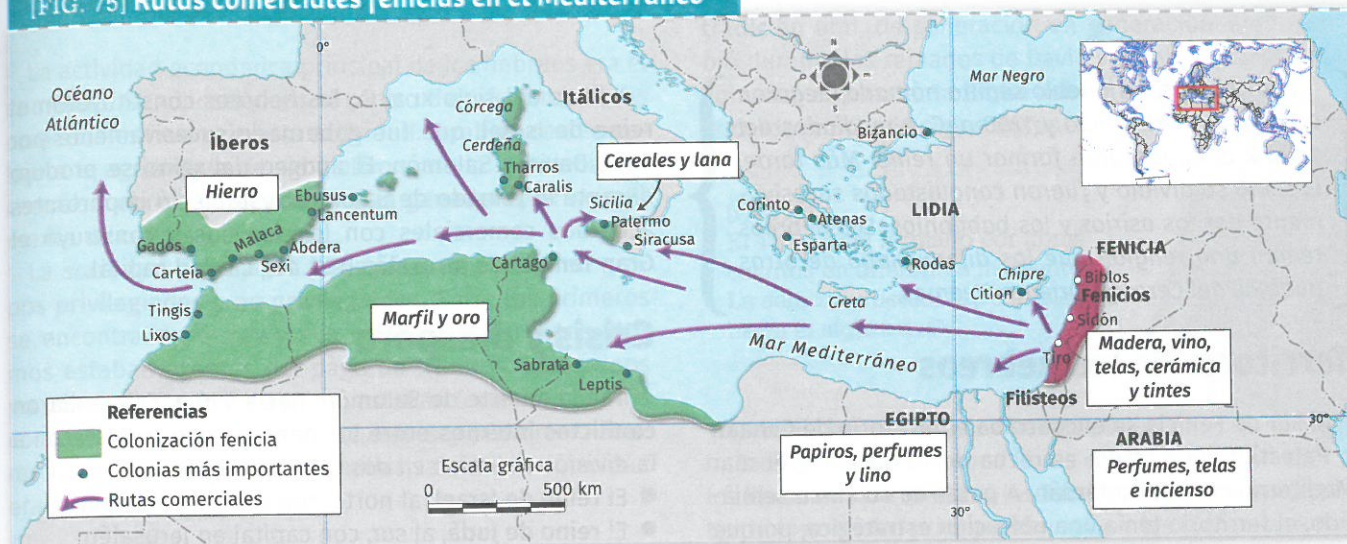 [FIG. 75] Rutas comerciales fenicias en el Mediterráneo
0°
Océano
Atlántico
Íberos
Hierro
Córcega
Cerdeña
Itálicos
Tharros
Caralis
Cereales y lana
Sicilia
Palermo
Siracusa
Ebusus
Lancentum
Gadós
Malaca
Abdera
Sexi
Carteía
Tingis
Lixos
Cártago
Marfil y oro
Sabrata
Leptis
N
Mar Negro
Bizancio
Corinto
Atenas
Esparta
LIDIA
Rodas
Creta
Chipre
Cition
FENICIA
Biblos
Fenicios
Sidón
Tiro
Mar Mediterráneo
Madera, vino,
telas, cerámica
y tintes
Filisteos
EGIPTO
Papiros, perfumes
y lino
ARABIA
Perfumes, telas
e incienso
30°
30°
Referencias
Colonización fenicia
Colonias más importantes
Rutas comerciales
Escala gráfica
0 500 km